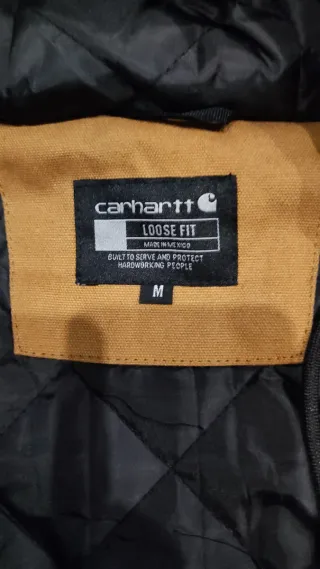 carhartt
LOOSE FIT
MADE IN MEXICO
BUILT TO SERVE AND PROTECT
HARDWORKING PEOPLE
M